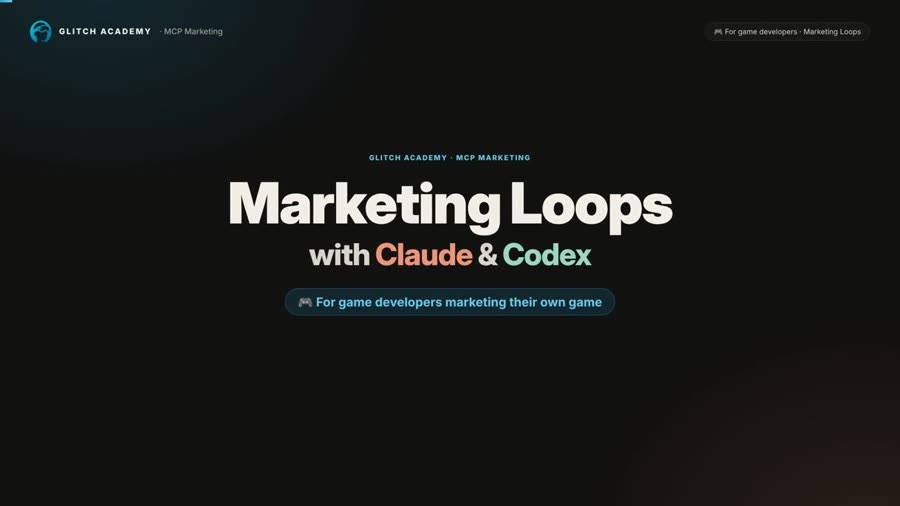 GLITCH ACADEMY · MCP Marketing
🎮 For game developers · Marketing Loops
GLITCH ACADEMY · MCP MARKETING
Marketing Loops
with Claude & Codex
🎮 For game developers marketing their own game